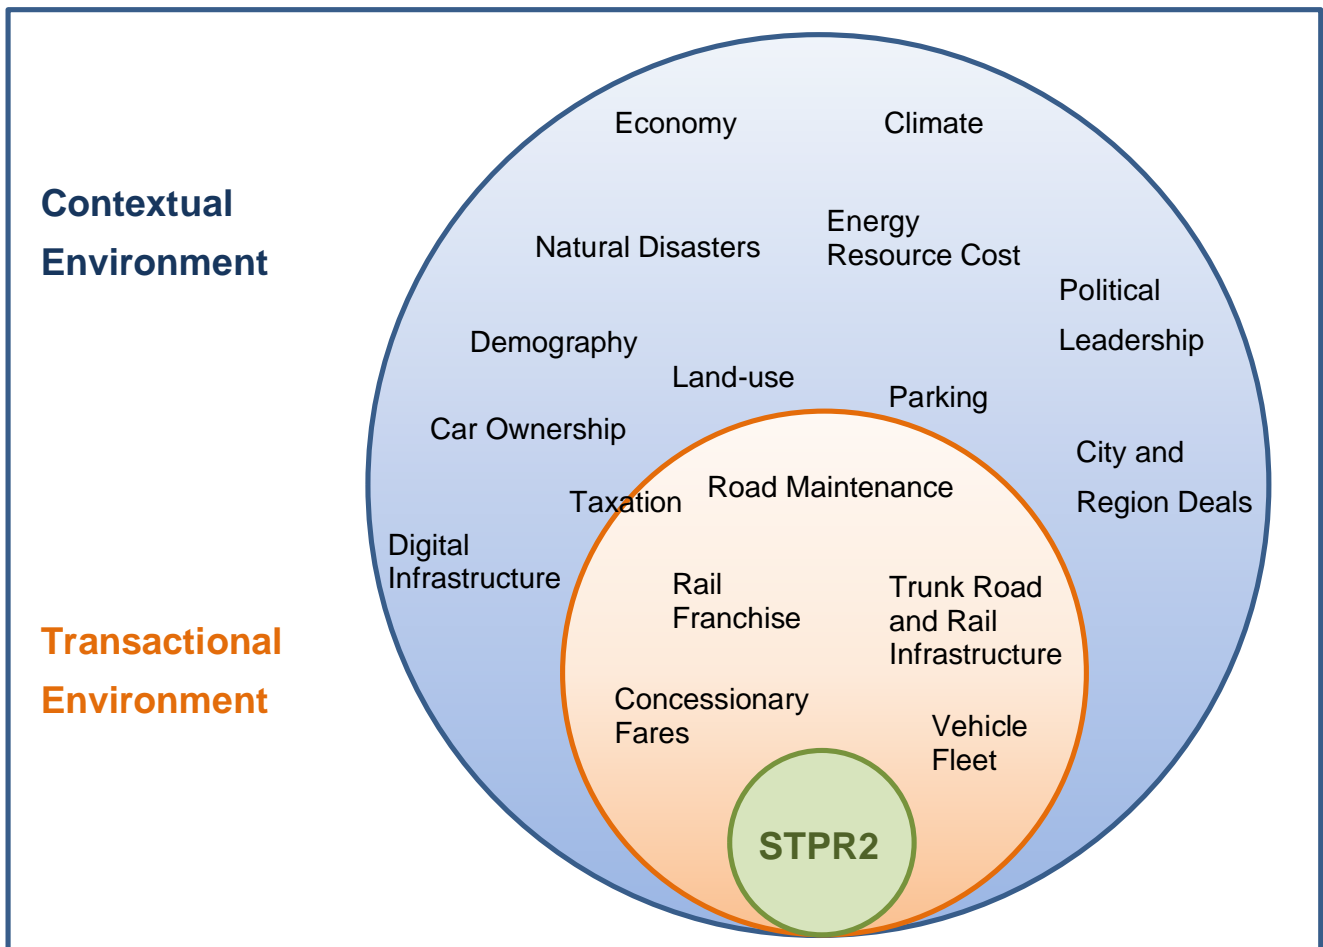 Economy
Climate
Contextual
Environment
Natural Disasters
Energy
Resource Cost
Political
Leadership
Demography
Land-use
Parking
Car Ownership
City and
Region Deals
Taxation
Road Maintenance
Digital
Infrastructure
Rail
Franchise
Trunk Road
and Rail
Infrastructure
Transactional
Environment
Concessionary
Fares
Vehicle
Fleet
STPR2